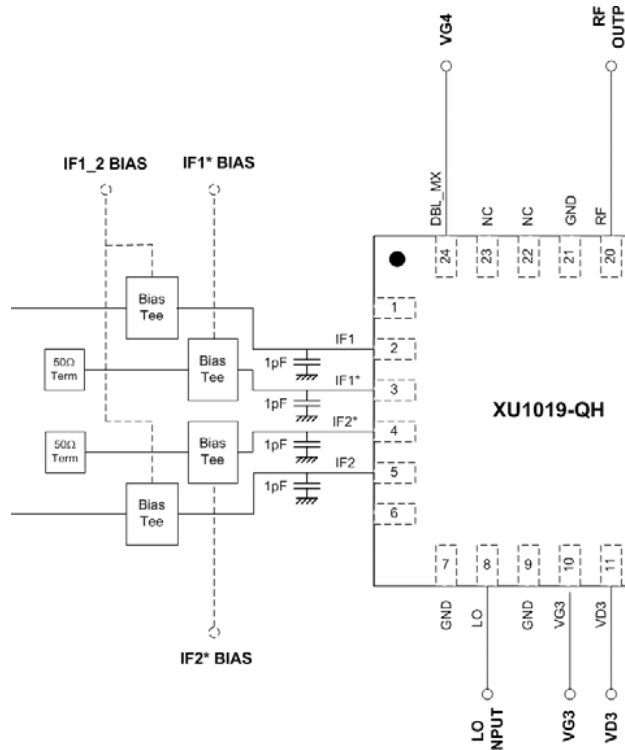 VG4
RF
OUTP
IF1_2 BIAS
IF1* BIAS
DBL_MX
NC
NC
GND
RF
24
23
22
21
20
Bias
Tee
1
IF1
1pF
2
50Ω
Term
Bias
Tee
IF1*
1pF
3
XU1019-QH
50Ω
Term
Bias
Tee
IF2*
1pF
4
IF2
1pF
5
Bias
Tee
6
7
8
9
10
11
GND
LO
GND
VG3
VD3
IF2* BIAS
LO
NPUT
VG3
VD3